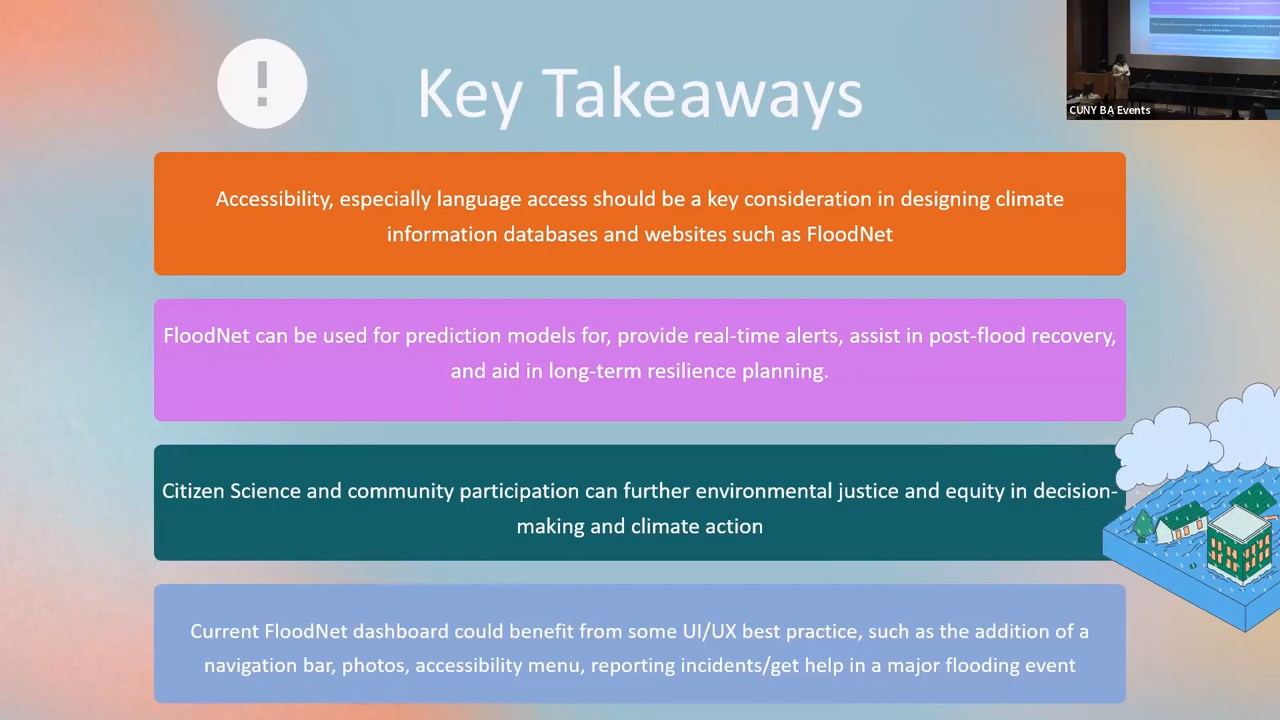 Key Takeaways
CUNY BA Events
Accessibility, especially language access should be a key consideration in designing climate
information databases and websites such as FloodNet
FloodNet can be used for prediction models for, provide real-time alerts, assist in post-flood recovery,
and aid in long-term resilience planning.
Citizen Science and community participation can further environmental justice and equity in decision-
making and climate action
Current FloodNet dashboard could benefit from some UI/UX best practice, such as the addition of a
navigation bar, photos, accessibility menu, reporting incidents/get help in a major flooding event